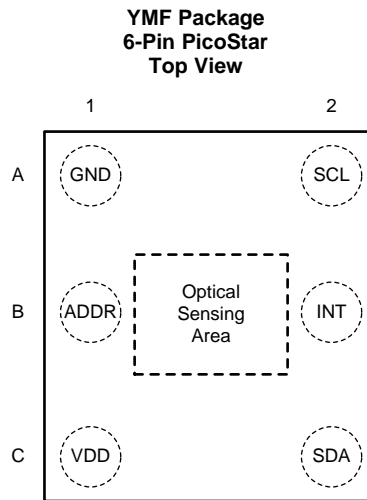 YMF Package
6-Pin PicoStar
Top View
1 2
A GND SCL
Optical
B ADDR Sensing INT
Area
C VDD SDA